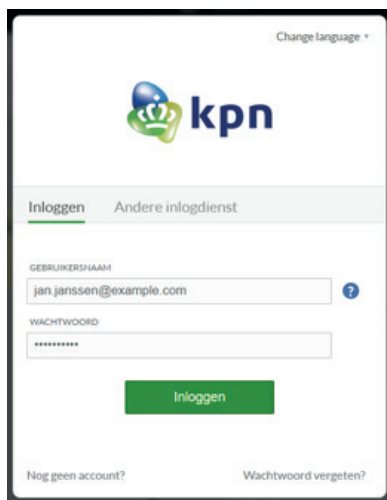 Change language
kpn
Inloggen Andere inlogdienst
GEBRUIKERSNAAM
jan.janssen@example.com
?
WACHTWOORD
••••••••••
Inloggen
Nog geen account? Wachtwoord vergeten?